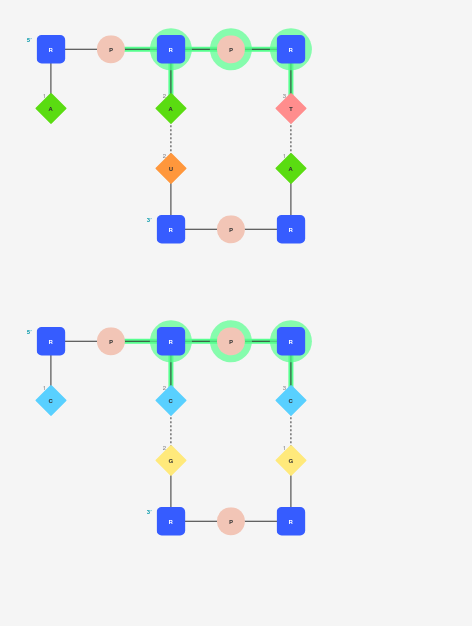 5'
R P R P R
1 2 3
A A T
2 1
U A
3'
R P R
5'
R P R P R
1 2 3
C C C
2 1
G G
3'
R P R